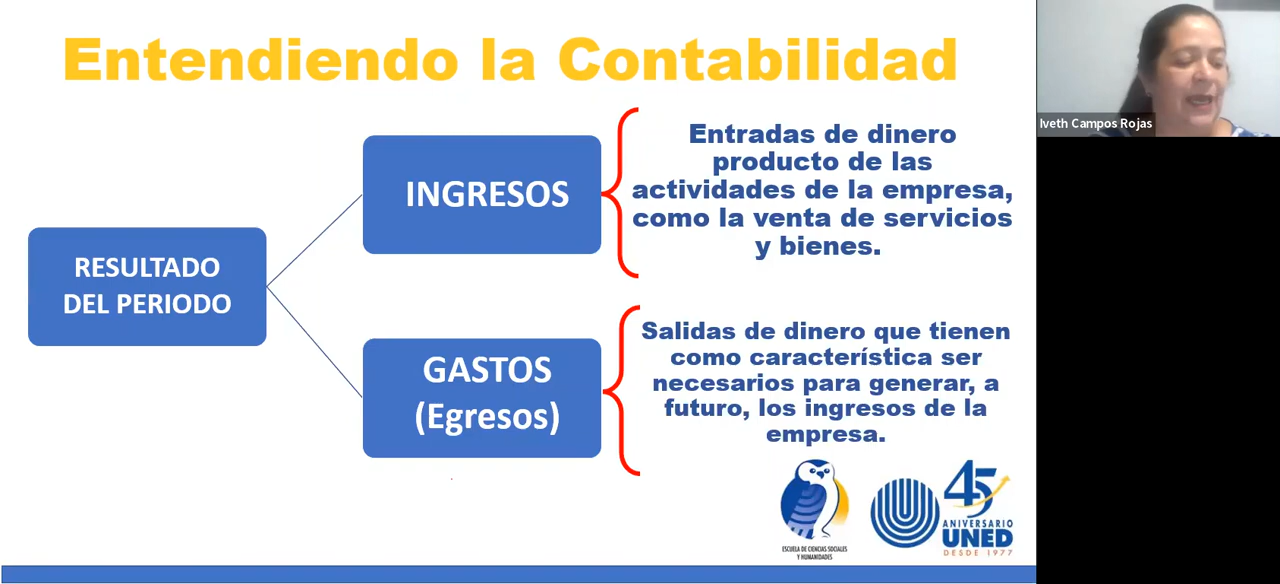 Entendiendo la Contabilidad
Iveth Campos Rojas
RESULTADO
DEL PERIODO
INGRESOS
Entradas de dinero
producto de las
actividades de la empresa,
como la venta de servicios
y bienes.
GASTOS
(Egresos)
Salidas de dinero que tienen
como característica ser
necesarios para generar, a
futuro, los ingresos de la
empresa.
ESCUELA DE CIENCIAS SOCIALES
Y HUMANIDADES
45
ANIVERSARIO
UNED
DESDE 1977